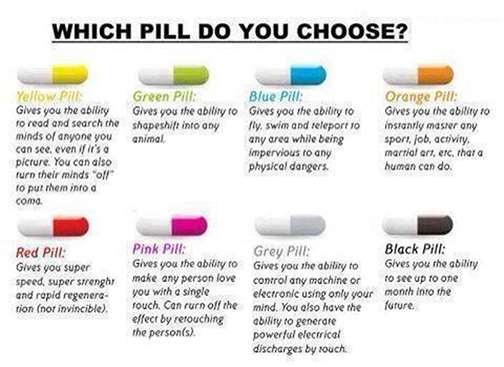 WHICH PILL DO YOU CHOOSE?
Yellow Pill:
Gives you the ability
to read and search the
minds of anyone you
can see, even if it's a
picture. You can also
turn their minds "off"
to put them into a
coma.
Green Pill:
Gives you the ability to
shapeshift into any
animal.
Blue Pill:
Gives you the ability to
fly, swim and teleport to
any area while being
impervious to any
physical dangers.
Orange Pill:
Gives you the ability to
instantly master any
sport, job, activity,
martial art, etc, that a
human can do.
Red Pill:
Gives you super
speed, super strenght
and rapid regenera-
tion (not invincible).
Pink Pill:
Gives you the ability to
make any person love
you with a single
touch. Can turn off the
effect by retouching
the person(s).
Grey Pill:
Gives you the ability to
control any machine or
electronic using only your
mind. You also have the
ability to generate
powerful electrical
discharges by touch.
Black Pill:
Gives you the ability
to see up to one
month into the
future.